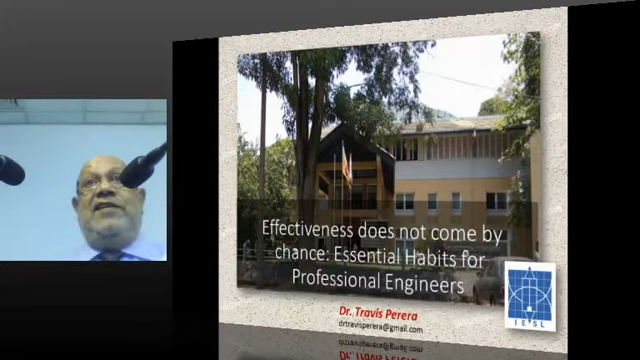 Effectiveness does not come by
chance: Essential Habits for
Professional Engineers
IESL
Dr. Travis Perera
drtravisperera@gmail.com